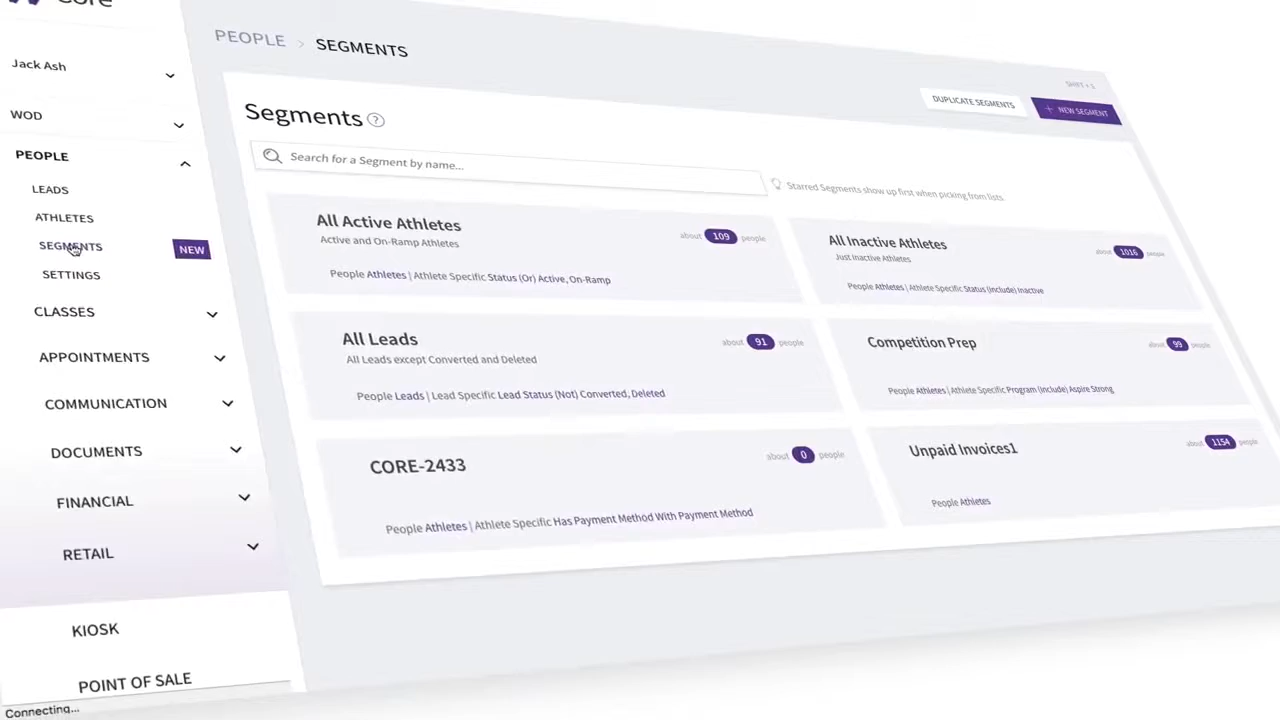 Core
Jack Ash
WOD
PEOPLE
LEADS
ATHLETES
SEGMENTS
NEW
SETTINGS
CLASSES
APPOINTMENTS
COMMUNICATION
DOCUMENTS
FINANCIAL
RETAIL
KIOSK
POINT OF SALE
Connecting...
PEOPLE > SEGMENTS
Segments ?
DUPLICATE SEGMENTS
+ NEW SEGMENT
Search for a Segment by name...
Starred Segments show up first when picking from lists.
All Active Athletes
about 109 people
Active and On-Ramp Athletes
People Athletes | Athlete Specific Status (Or) Active, On-Ramp
All Inactive Athletes
about 1016 people
Just Inactive Athletes
People Athletes | Athlete Specific Status (Include) Inactive
All Leads
about 91 people
All Leads except Converted and Deleted
People Leads | Lead Specific Lead Status (Not) Converted, Deleted
Competition Prep
about 99 people
People Athletes | Athlete Specific Program (Include) Aspire Strong
CORE-2433
about 0 people
People Athletes | Athlete Specific Has Payment Method With Payment Method
Unpaid Invoices1
about 1154 people
People Athletes